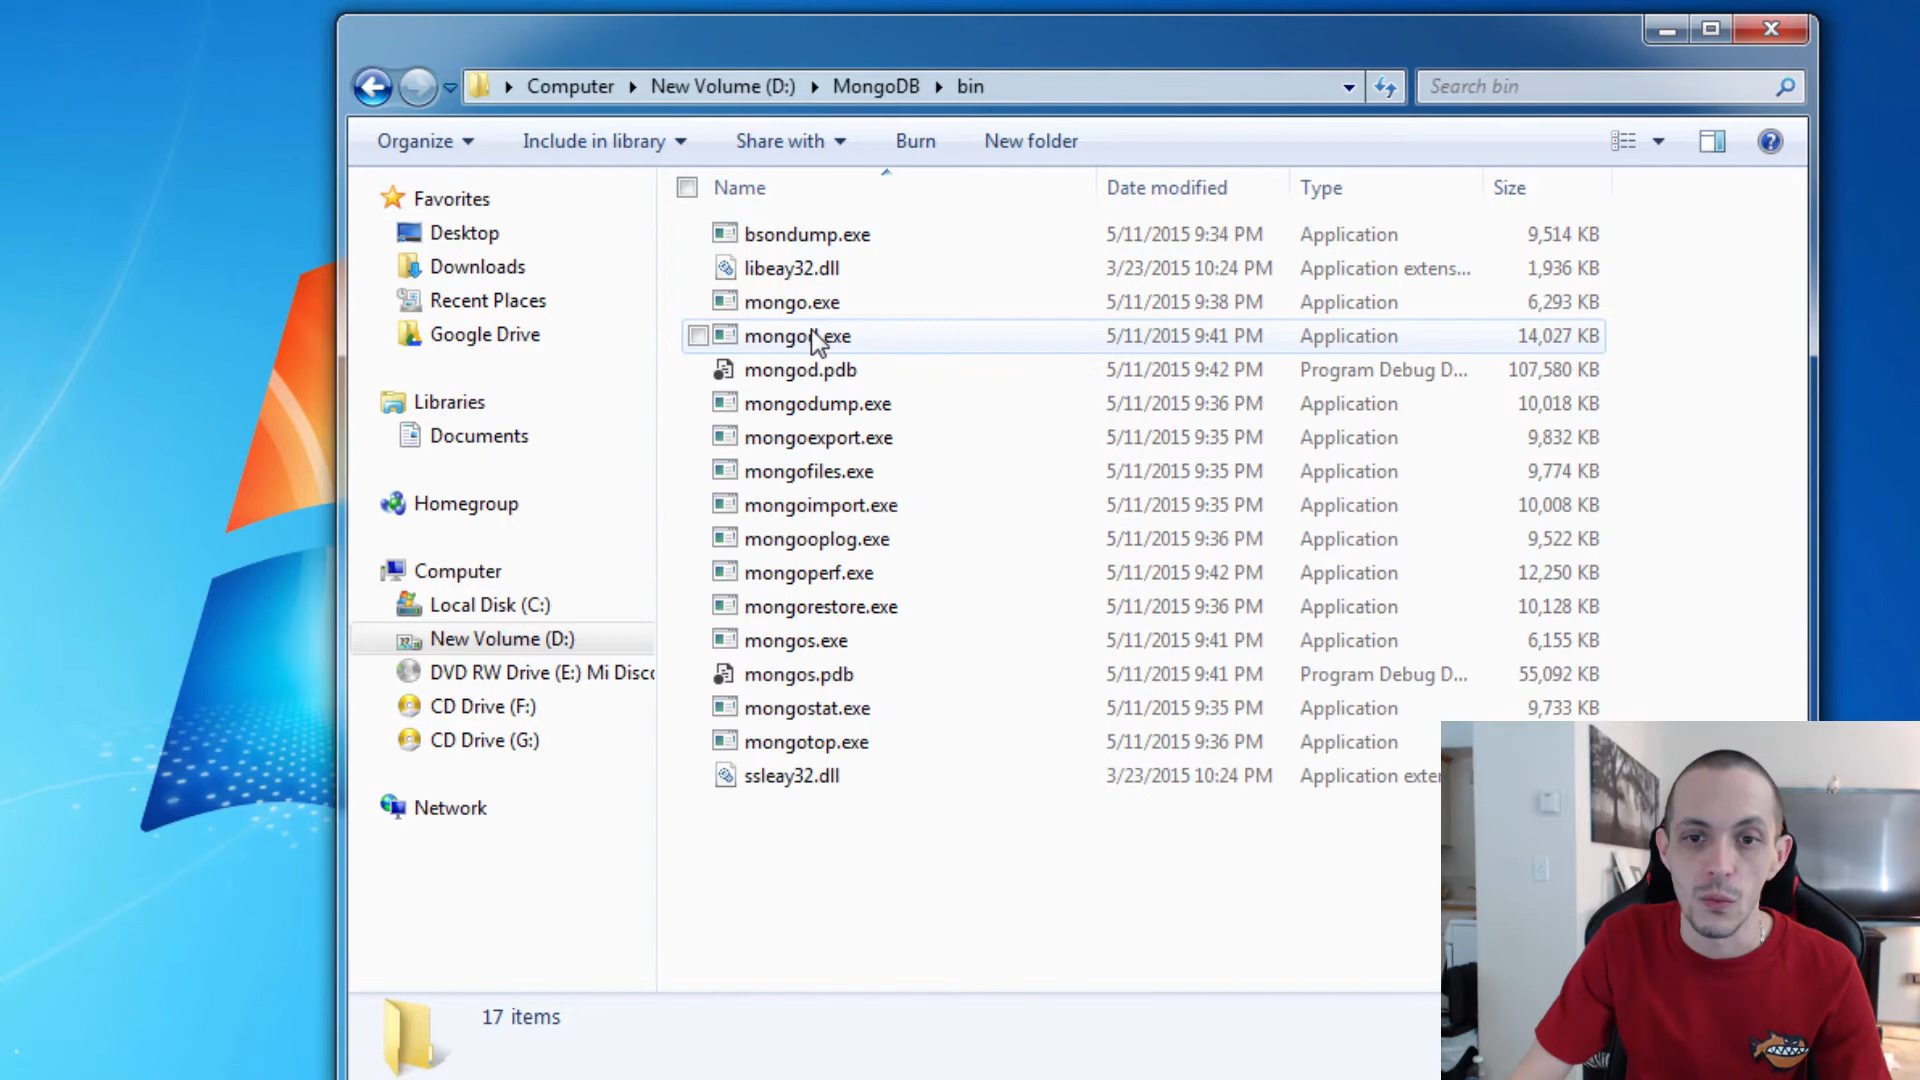 Computer New Volume (D:) MongoDB bin
Search bin
Organize Include in library Share with Burn New folder
Favorites
Desktop
Downloads
Recent Places
Google Drive
Libraries
Documents
Homegroup
Computer
Local Disk (C:)
New Volume (D:)
DVD RW Drive (E:) Mi Disco
CD Drive (F:)
CD Drive (G:)
Network
Name Date modified Type Size
bsondump.exe 5/11/2015 9:34 PM Application 9,514 KB
libeay32.dll 3/23/2015 10:24 PM Application extens... 1,936 KB
mongo.exe 5/11/2015 9:38 PM Application 6,293 KB
mongod.exe 5/11/2015 9:41 PM Application 14,027 KB
mongod.pdb 5/11/2015 9:42 PM Program Debug D... 107,580 KB
mongodump.exe 5/11/2015 9:36 PM Application 10,018 KB
mongoexport.exe 5/11/2015 9:35 PM Application 9,832 KB
mongofiles.exe 5/11/2015 9:35 PM Application 9,774 KB
mongoimport.exe 5/11/2015 9:35 PM Application 10,008 KB
mongooplog.exe 5/11/2015 9:36 PM Application 9,522 KB
mongoperf.exe 5/11/2015 9:42 PM Application 12,250 KB
mongorestore.exe 5/11/2015 9:36 PM Application 10,128 KB
mongos.exe 5/11/2015 9:41 PM Application 6,155 KB
mongos.pdb 5/11/2015 9:41 PM Program Debug D... 55,092 KB
mongostat.exe 5/11/2015 9:35 PM Application 9,733 KB
mongotop.exe 5/11/2015 9:36 PM Application
ssleay32.dll 3/23/2015 10:24 PM Application exte
17 items